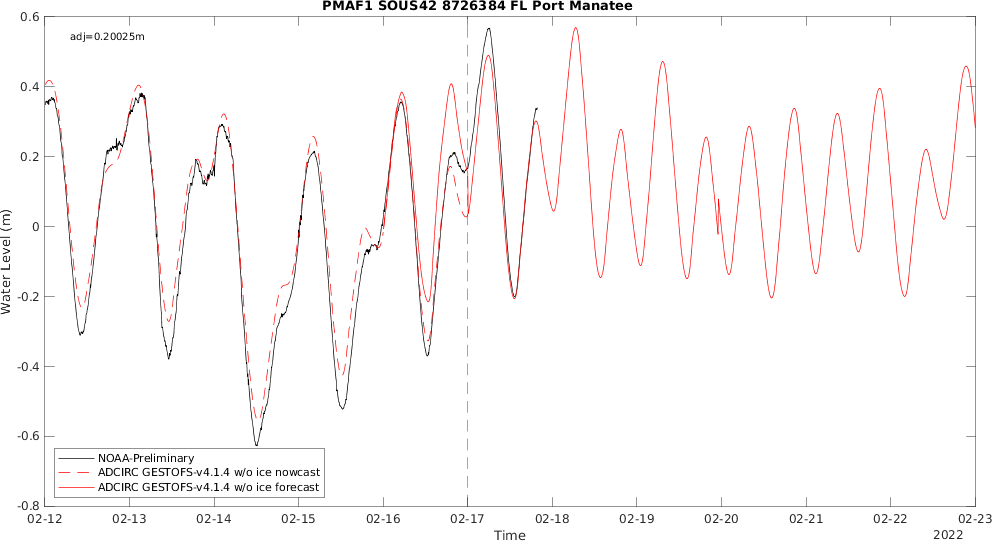 PMAF1 SOUS42 8726384 FL Port Manatee
adj=0.20025m
Water Level (m)
0.6
0.4
0.2
0
-0.2
-0.4
-0.6
-0.8
NOAA-Preliminary
ADCIRC GESTOFS-v4.1.4 w/o ice nowcast
ADCIRC GESTOFS-v4.1.4 w/o ice forecast
02-12 02-13 02-14 02-15 02-16 02-17 02-18 02-19 02-20 02-21 02-22 02-23
Time
2022